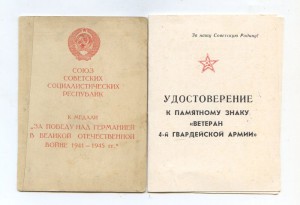 СОЮЗ
СОВЕТСКИХ
СОЦИАЛИСТИЧЕСКИХ
РЕСПУБЛИК
К МЕДАЛИ
„ЗА ПОБЕДУ НАД ГЕРМАНИЕЙ
В ВЕЛИКОЙ ОТЕЧЕСТВЕННОЙ
ВОЙНЕ 1941–1945 гг."
За нашу Советскую Родину!
УДОСТОВЕРЕНИЕ
К ПАМЯТНОМУ ЗНАКУ
«ВЕТЕРАН
4-й ГВАРДЕЙСКОЙ АРМИИ»